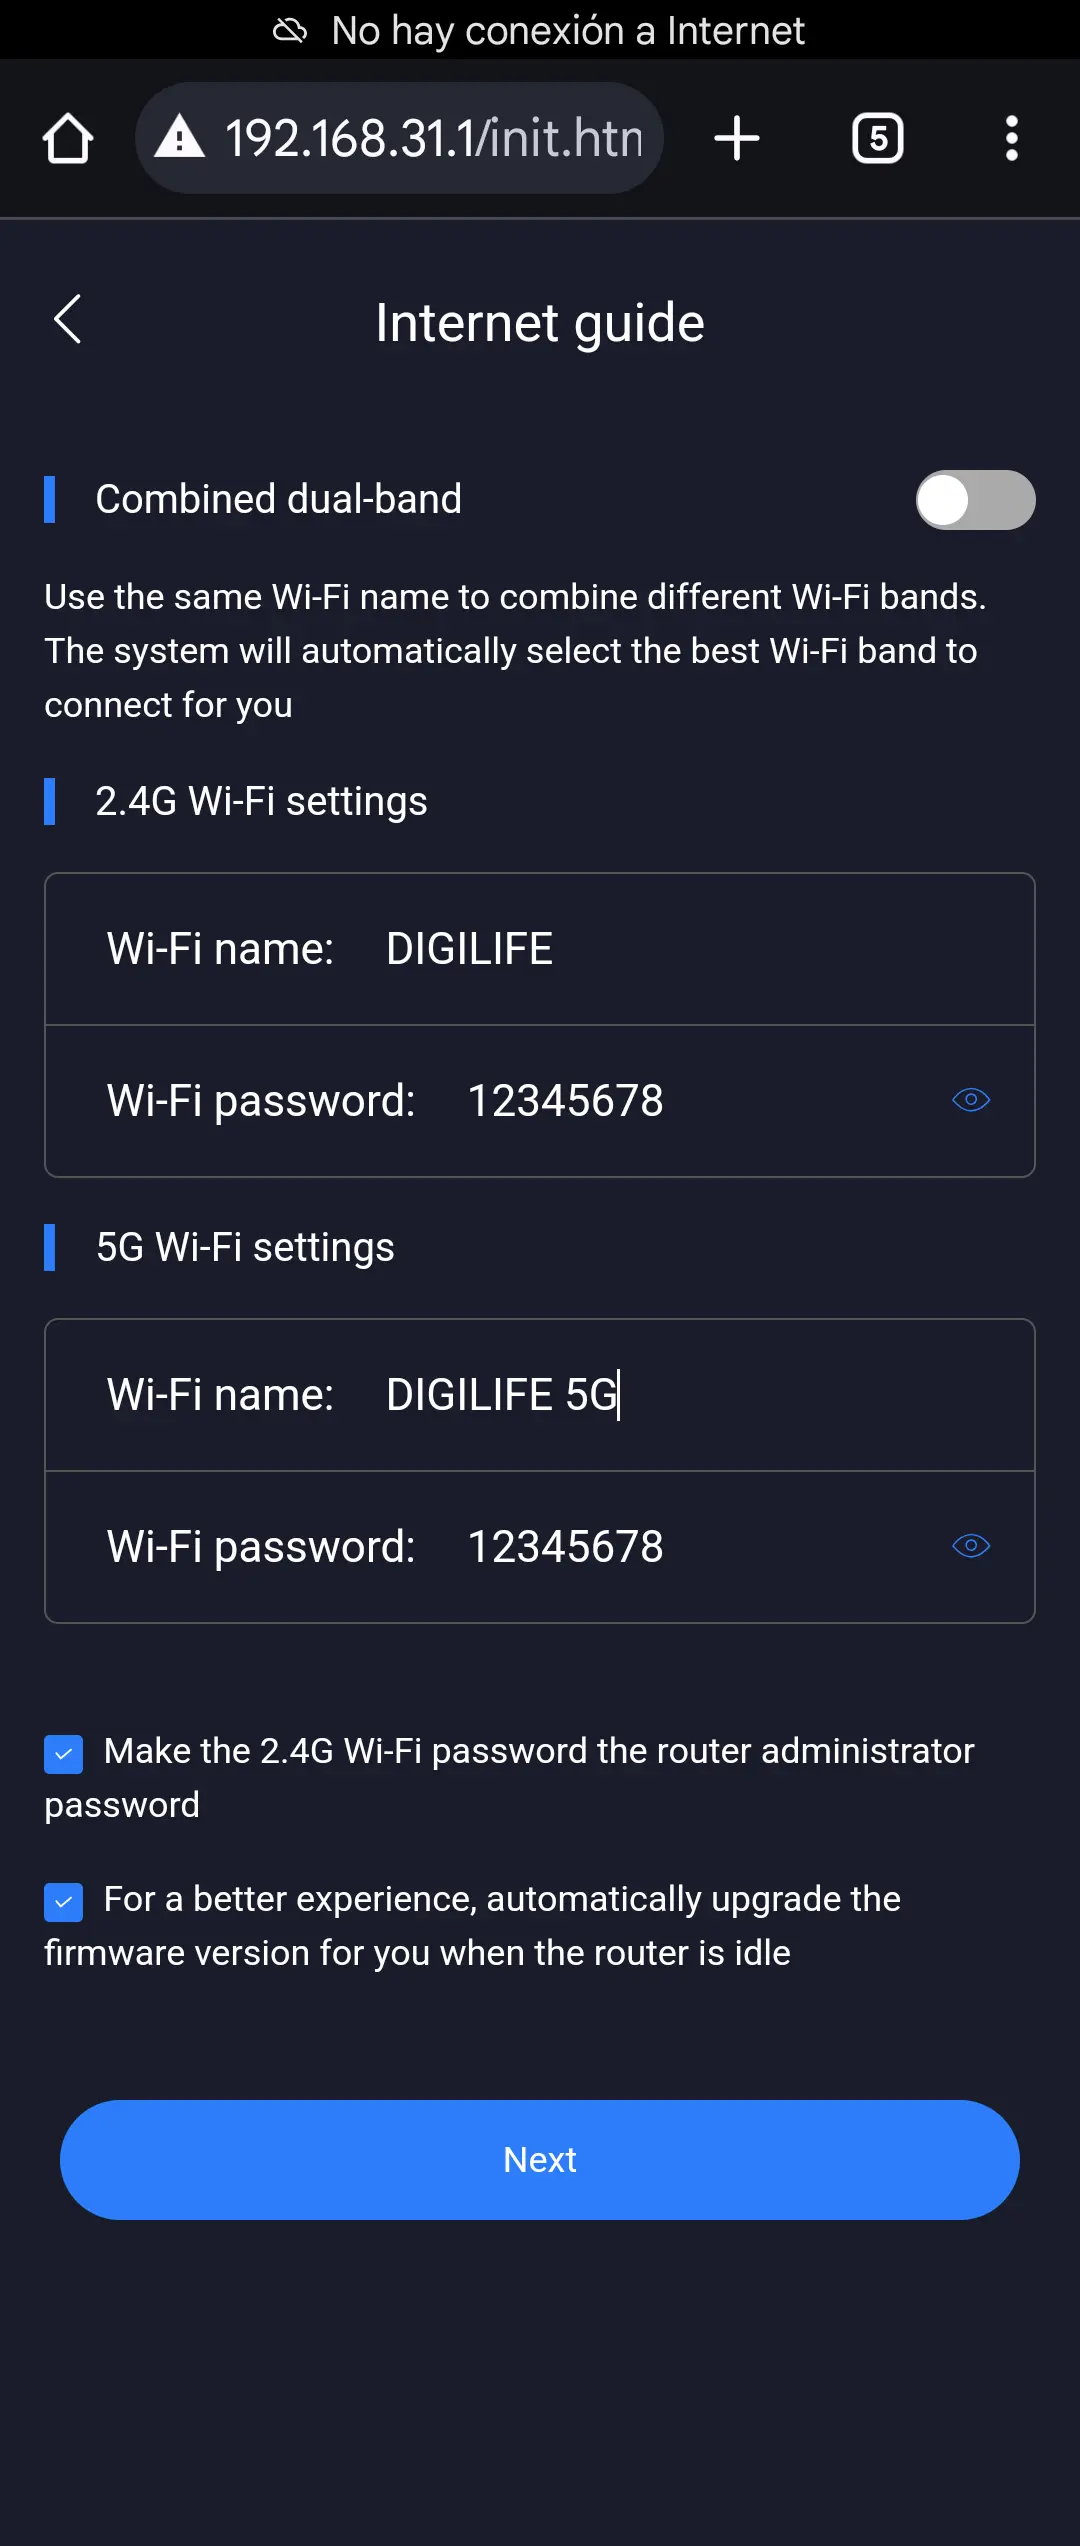 No hay conexión a Internet
192.168.31.1/init.htm
5
Internet guide
Combined dual-band
Use the same Wi-Fi name to combine different Wi-Fi bands.
The system will automatically select the best Wi-Fi band to
connect for you
2.4G Wi-Fi settings
Wi-Fi name: DIGILIFE
Wi-Fi password: 12345678
5G Wi-Fi settings
Wi-Fi name: DIGILIFE 5G
Wi-Fi password: 12345678
Make the 2.4G Wi-Fi password the router administrator
password
For a better experience, automatically upgrade the
firmware version for you when the router is idle
Next